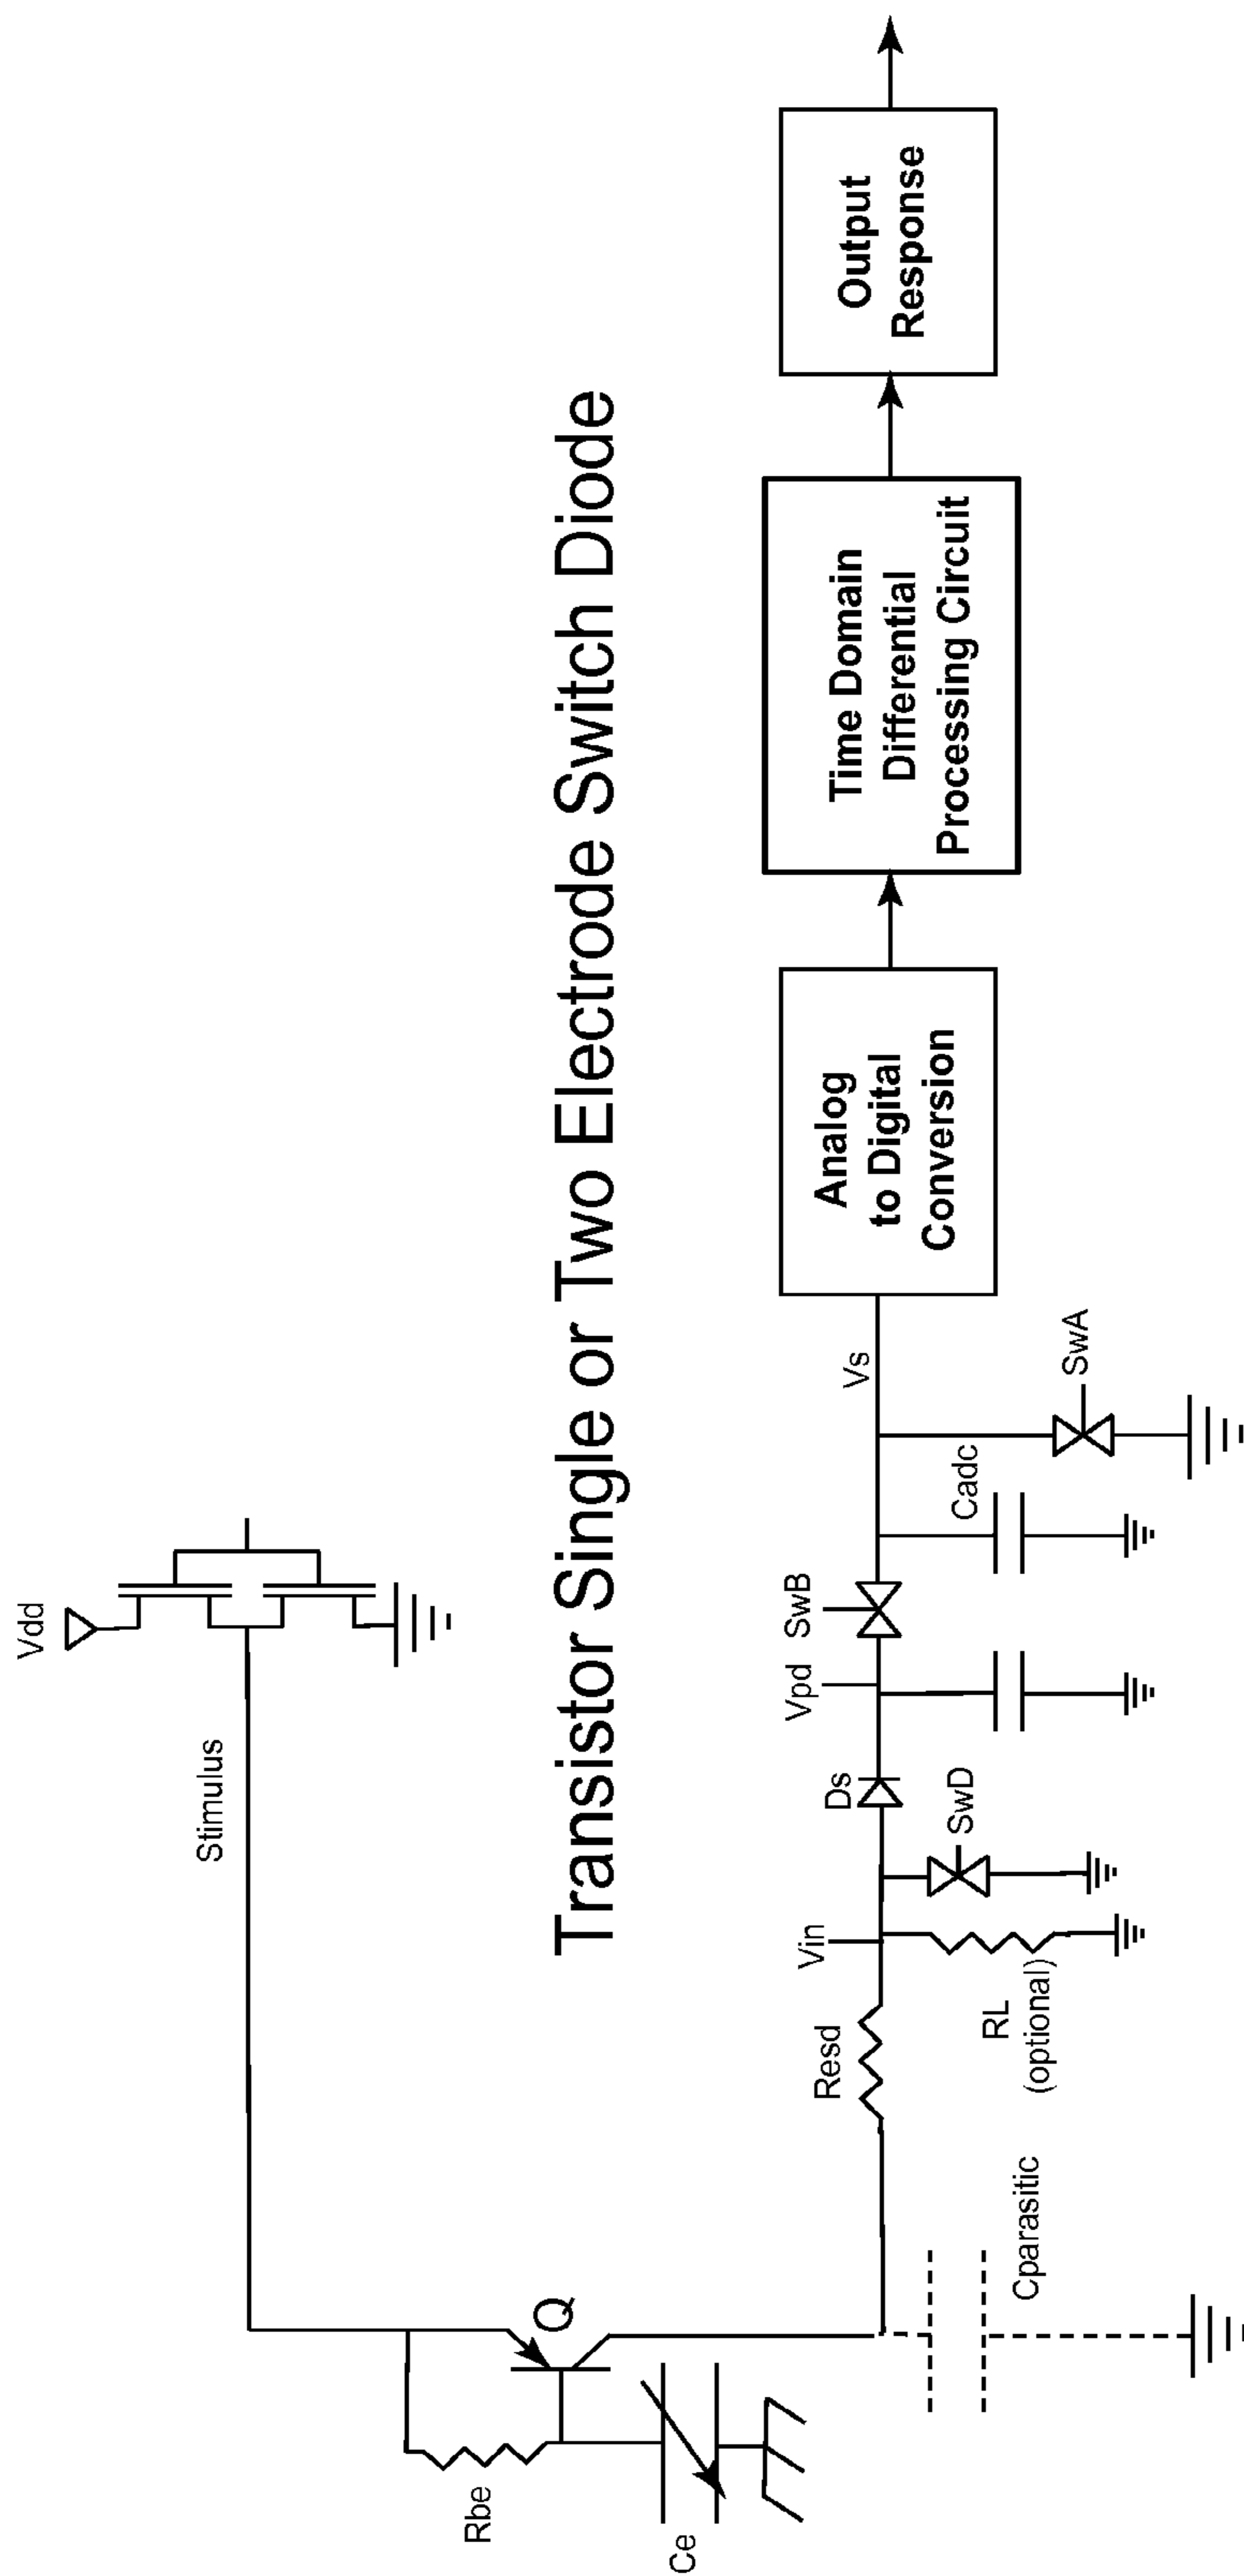 Vdd
Stimulus
Transistor Single or Two Electrode Switch Diode
Rbe
Q
Ce
Resd
Vin
Ds
Vpd
SwB
Vs
Analog
to Digital
Conversion
Time Domain
Differential
Processing Circuit
Output
Response
Cparasitic
RL
(optional)
SwD
Cadc
SwA